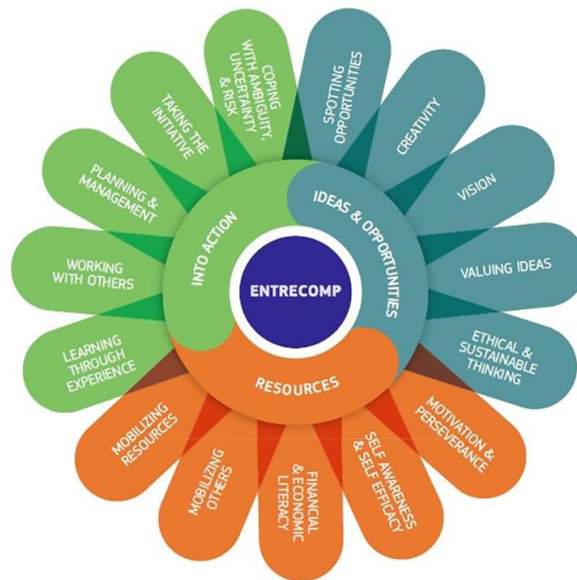 ENTRECOMP
IDEAS & OPPORTUNITIES
SPOTTING
OPPORTUNITIES
CREATIVITY
VISION
VALUING IDEAS
ETHICAL &
SUSTAINABLE
THINKING
RESOURCES
MOTIVATION &
PERSEVERANCE
SELF AWARENESS
& SELF EFFICACY
FINANCIAL
& ECONOMIC
LITERACY
MOBILIZING
OTHERS
MOBILIZING
RESOURCES
INTO ACTION
LEARNING
THROUGH
EXPERIENCE
WORKING
WITH OTHERS
PLANNING &
MANAGEMENT
TAKING THE
INITIATIVE
COPING
WITH AMBIGUITY,
UNCERTAINTY
& RISK